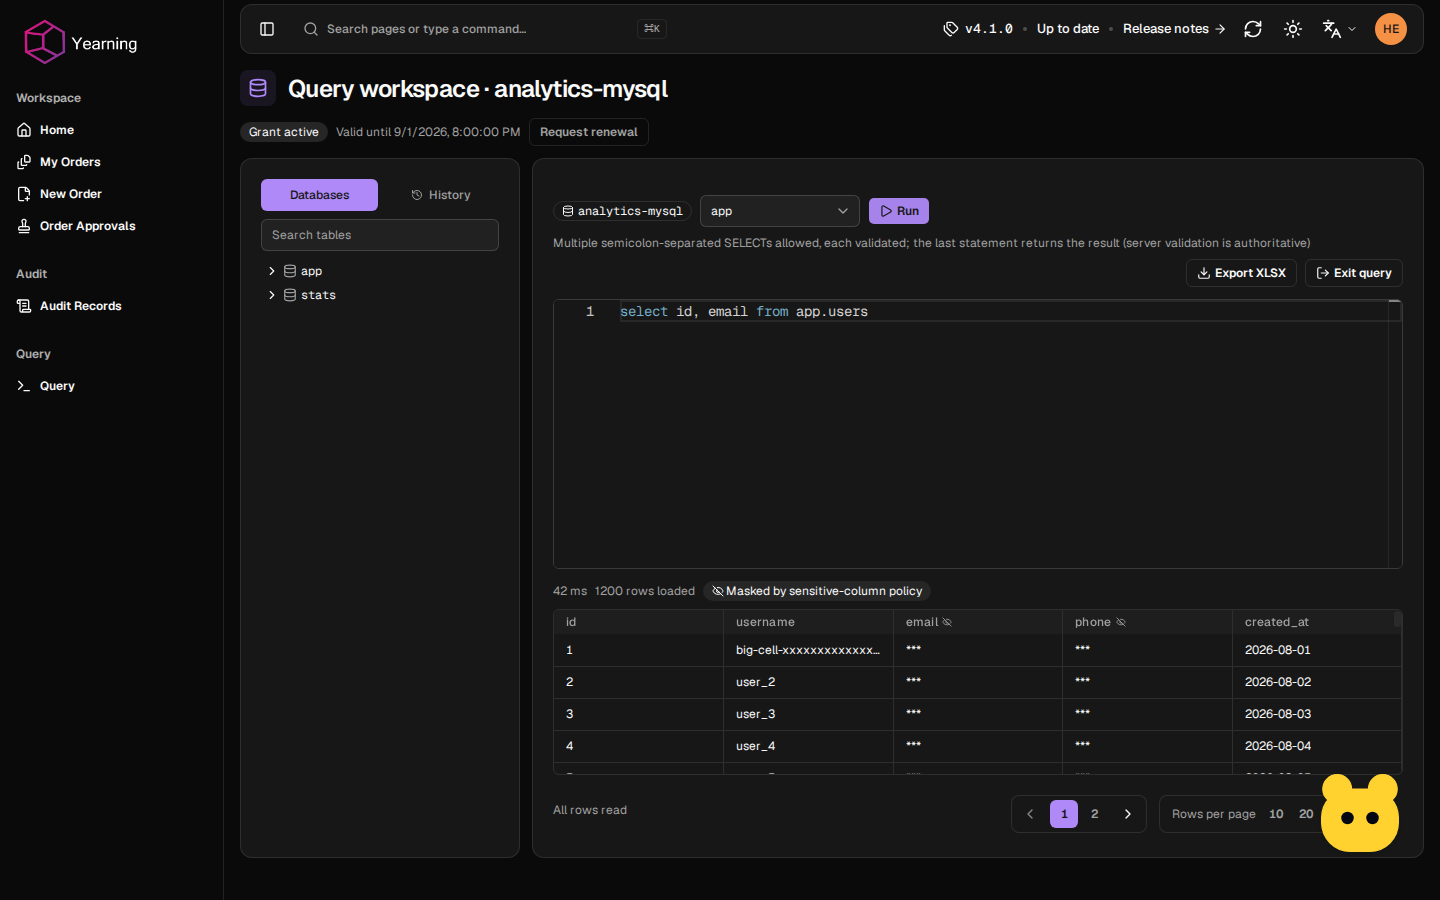 Yearning
Workspace
Home
My Orders
New Order
Order Approvals
Audit
Audit Records
Query
Query
Search pages or type a command...
⌘K
v4.1.0
Up to date
Release notes
HE
Query workspace · analytics-mysql
Grant active
Valid until 9/1/2026, 8:00:00 PM
Request renewal
Databases
History
Search tables
app
stats
analytics-mysql
app
Run
Multiple semicolon-separated SELECTs allowed, each validated; the last statement returns the result (server validation is authoritative)
Export XLSX
Exit query
1 select id, email from app.users
42 ms 1200 rows loaded Masked by sensitive-column policy
id username email phone created_at
1 big-cell-xxxxxxxxxxxxx... *** *** 2026-08-01
2 user_2 *** *** 2026-08-02
3 user_3 *** *** 2026-08-03
4 user_4 *** *** 2026-08-04
All rows read
1 2
Rows per page 10 20